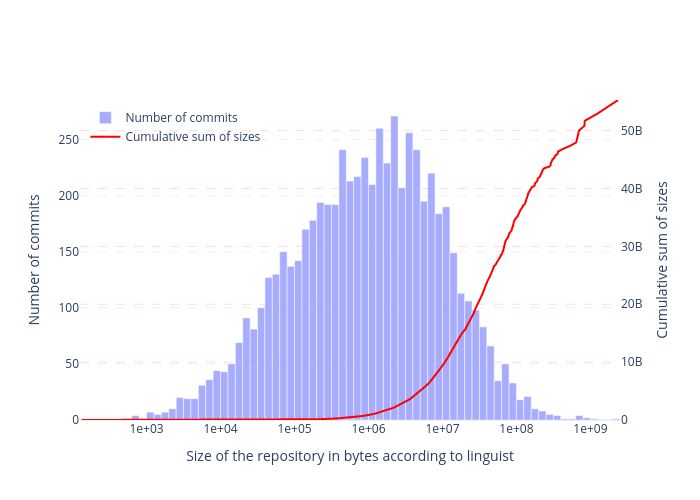 Number of commits
Cumulative sum of sizes
250
200
150
100
50
0
50B
40B
30B
20B
10B
0
1e+03
1e+04
1e+05
1e+06
1e+07
1e+08
1e+09
Number of commits
Cumulative sum of sizes
Size of the repository in bytes according to linguist